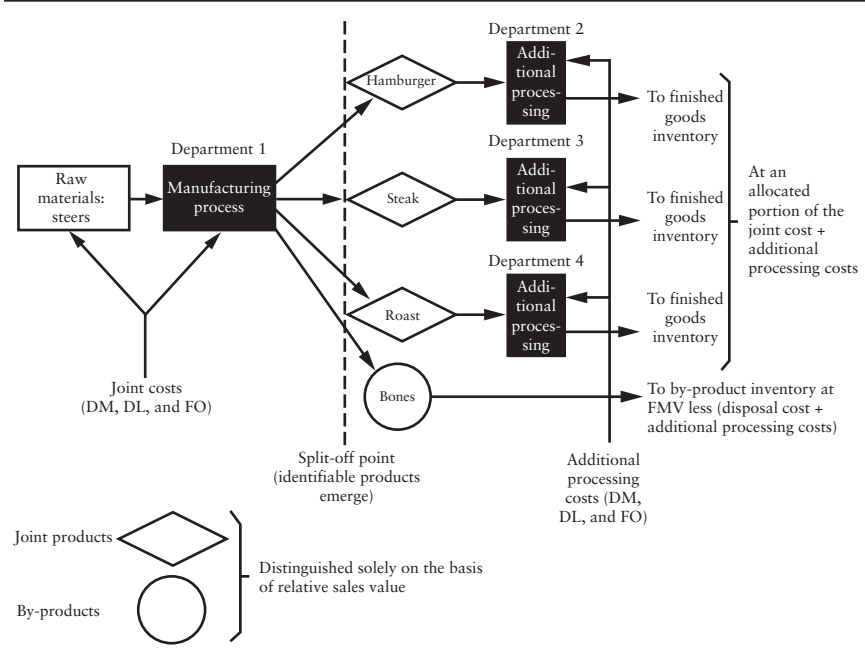 Department 2
Hamburger
Addi-
tional
proces-
sing
To finished
goods
inventory
Department 1
Raw
materials:
steers
Manufacturing
process
Department 3
Steak
Addi-
tional
proces-
sing
To finished
goods
inventory
At an
allocated
portion of the
joint cost +
additional
processing costs
Department 4
Roast
Addi-
tional
proces-
sing
To finished
goods
inventory
Joint costs
(DM, DL, and FO)
Bones
To by-product inventory at
FMV less (disposal cost +
additional processing costs)
Split-off point
(identifiable products
emerge)
Additional
processing
costs (DM,
DL, and FO)
Joint products
By-products
Distinguished solely on the basis
of relative sales value